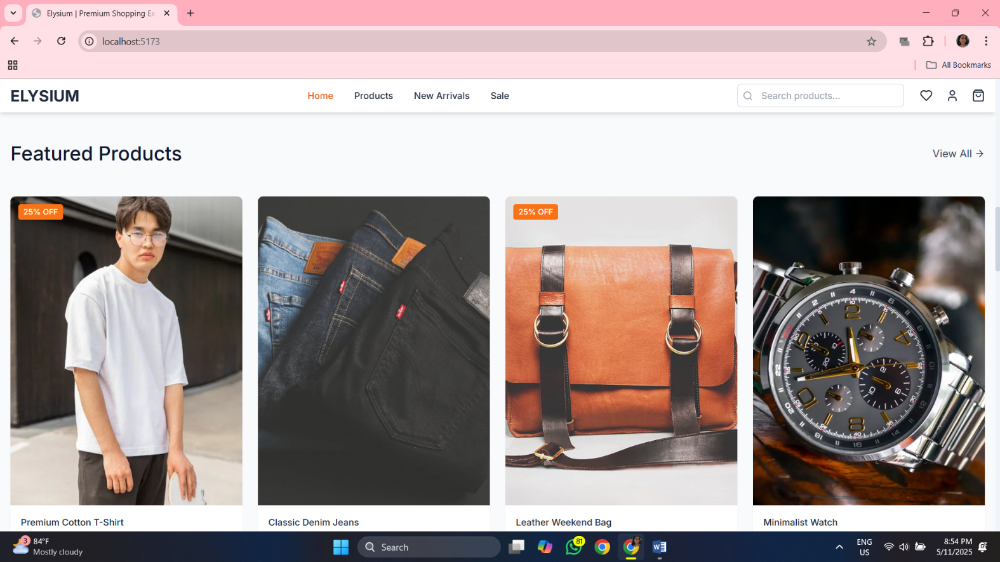 Elysium | Premium Shopping Ex
localhost:5173
All Bookmarks
ELYSIUM
Home
Products
New Arrivals
Sale
Search products...
Featured Products
View All →
25% OFF
25% OFF
Premium Cotton T-Shirt
Classic Denim Jeans
Leather Weekend Bag
Minimalist Watch
3
84°F
Mostly cloudy
Search
81
ENG
US
8:54 PM
5/11/2025